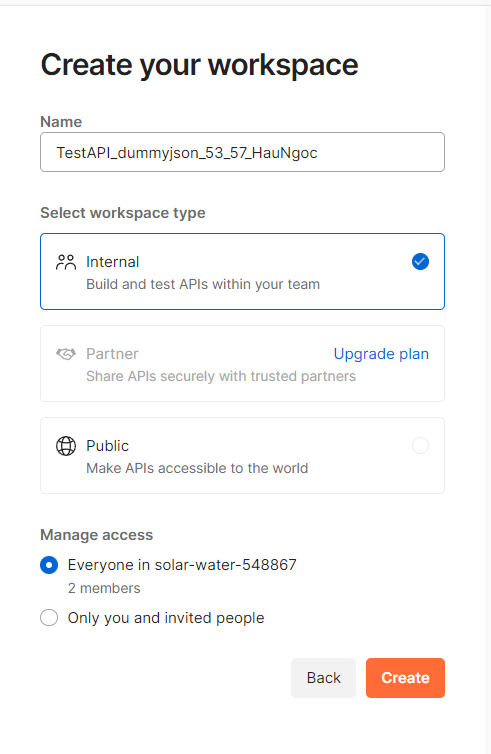 Create your workspace
Name
TestAPI_dummyjson_53_57_HauNgoc
Select workspace type
Internal
Build and test APIs within your team
Partner
Upgrade plan
Share APIs securely with trusted partners
Public
Make APIs accessible to the world
Manage access
Everyone in solar-water-548867
2 members
Only you and invited people
Back
Create